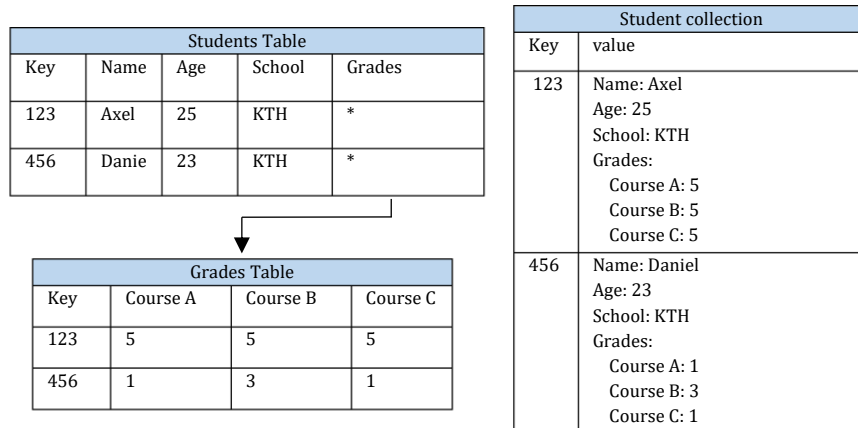 Students Table
Key Name Age School Grades
123 Axel 25 KTH *
456 Danie 23 KTH *
Grades Table
Key Course A Course B Course C
123 5 5 5
456 1 3 1
Student collection
Key value
123 Name: Axel
Age: 25
School: KTH
Grades:
Course A: 5
Course B: 5
Course C: 5
456 Name: Daniel
Age: 23
School: KTH
Grades:
Course A: 1
Course B: 3
Course C: 1